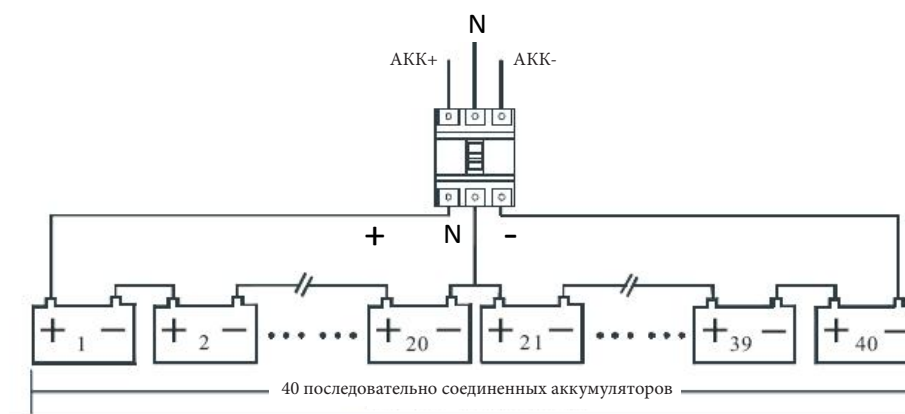 N
АКК+ АКК-
+ N -
+ - + - + - + - + - +
1 2 20 21 39 40
40 последовательно соединенных аккумуляторов